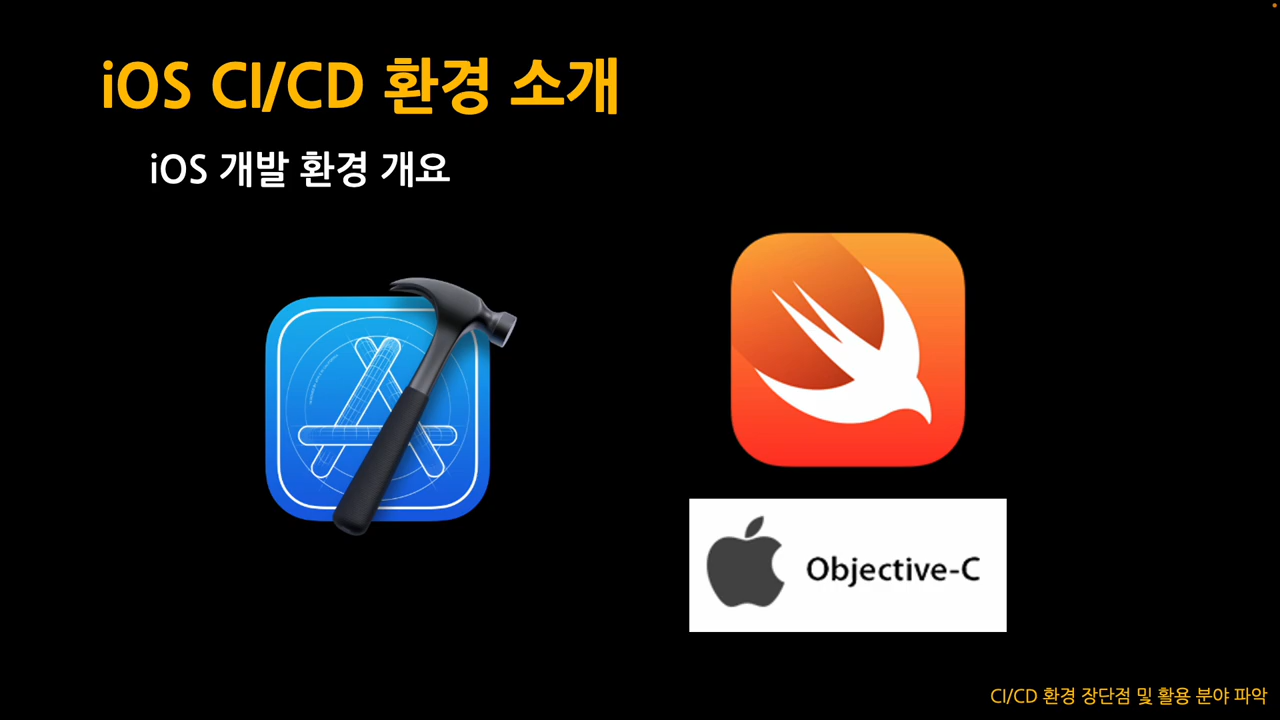 iOS CI/CD 환경 소개
iOS 개발 환경 개요
Objective-C
CI/CD 환경 장단점 및 활용 분야 파악